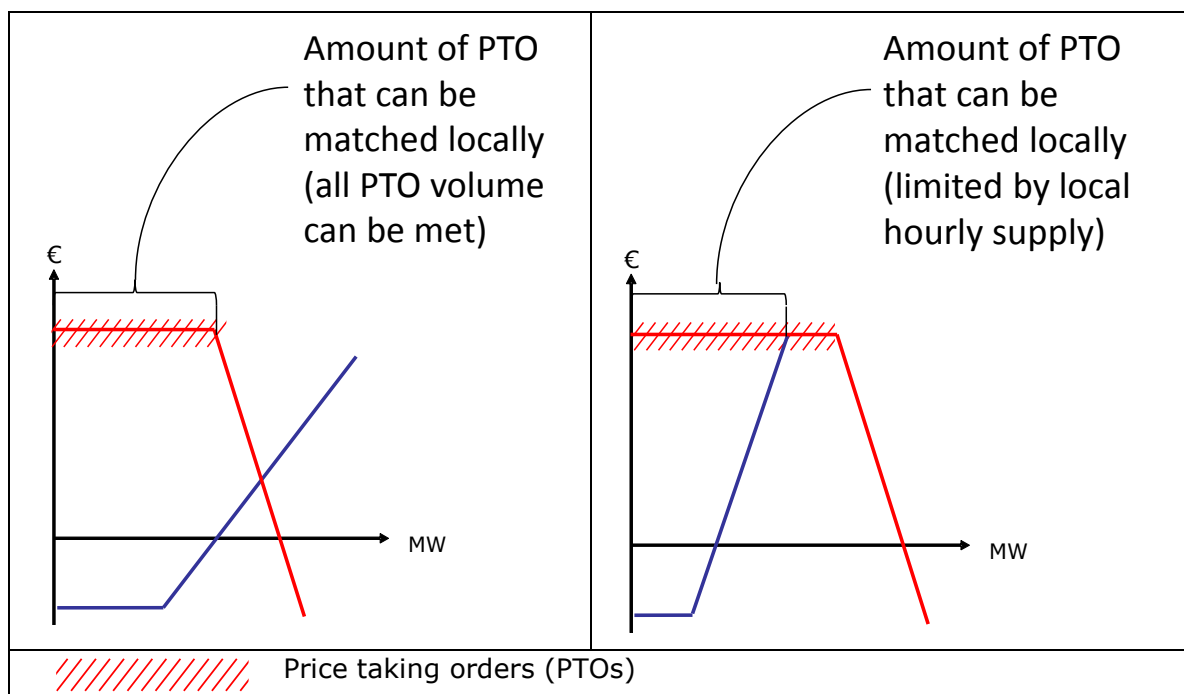 Amount of PTO
that can be
matched locally
(all PTO volume
can be met)
€
MW
Amount of PTO
that can be
matched locally
(limited by local
hourly supply)
€
MW
Price taking orders (PTOs)